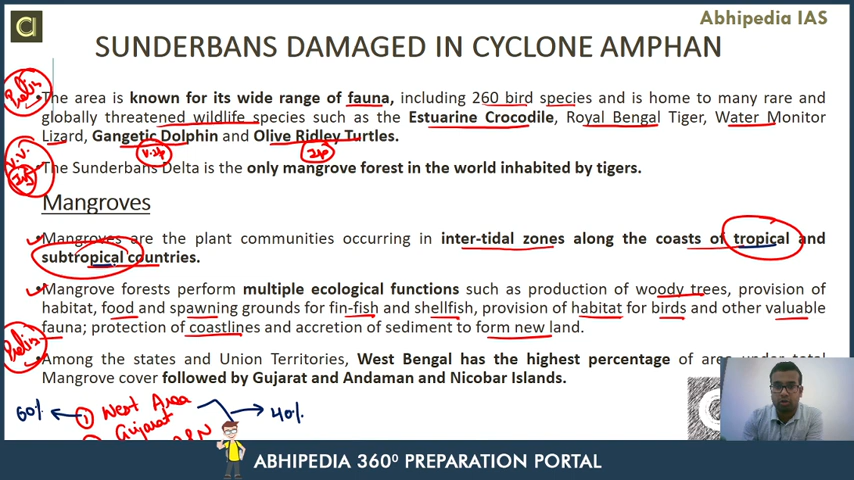 Abhipedia IAS
SUNDERBANS DAMAGED IN CYCLONE AMPHAN
Prelims
The area is known for its wide range of fauna, including 260 bird species and is home to many rare and
globally threatened wildlife species such as the Estuarine Crocodile, Royal Bengal Tiger, Water Monitor
Lizard, Gangetic Dolphin and Olive Ridley Turtles.
V.Imp
Imp
V.V.
Imp
The Sunderbans Delta is the only mangrove forest in the world inhabited by tigers.
Mangroves
Mangroves are the plant communities occurring in inter-tidal zones along the coasts of tropical and
subtropical countries.
Mangrove forests perform multiple ecological functions such as production of woody trees, provision of
habitat, food and spawning grounds for fin-fish and shellfish, provision of habitat for birds and other valuable
fauna; protection of coastlines and accretion of sediment to form new land.
Prelims
Among the states and Union Territories, West Bengal has the highest percentage of area under total
Mangrove cover followed by Gujarat and Andaman and Nicobar Islands.
60% ① West Area 40%
Gujarat
ABHIPEDIA 360⁰ PREPARATION PORTAL